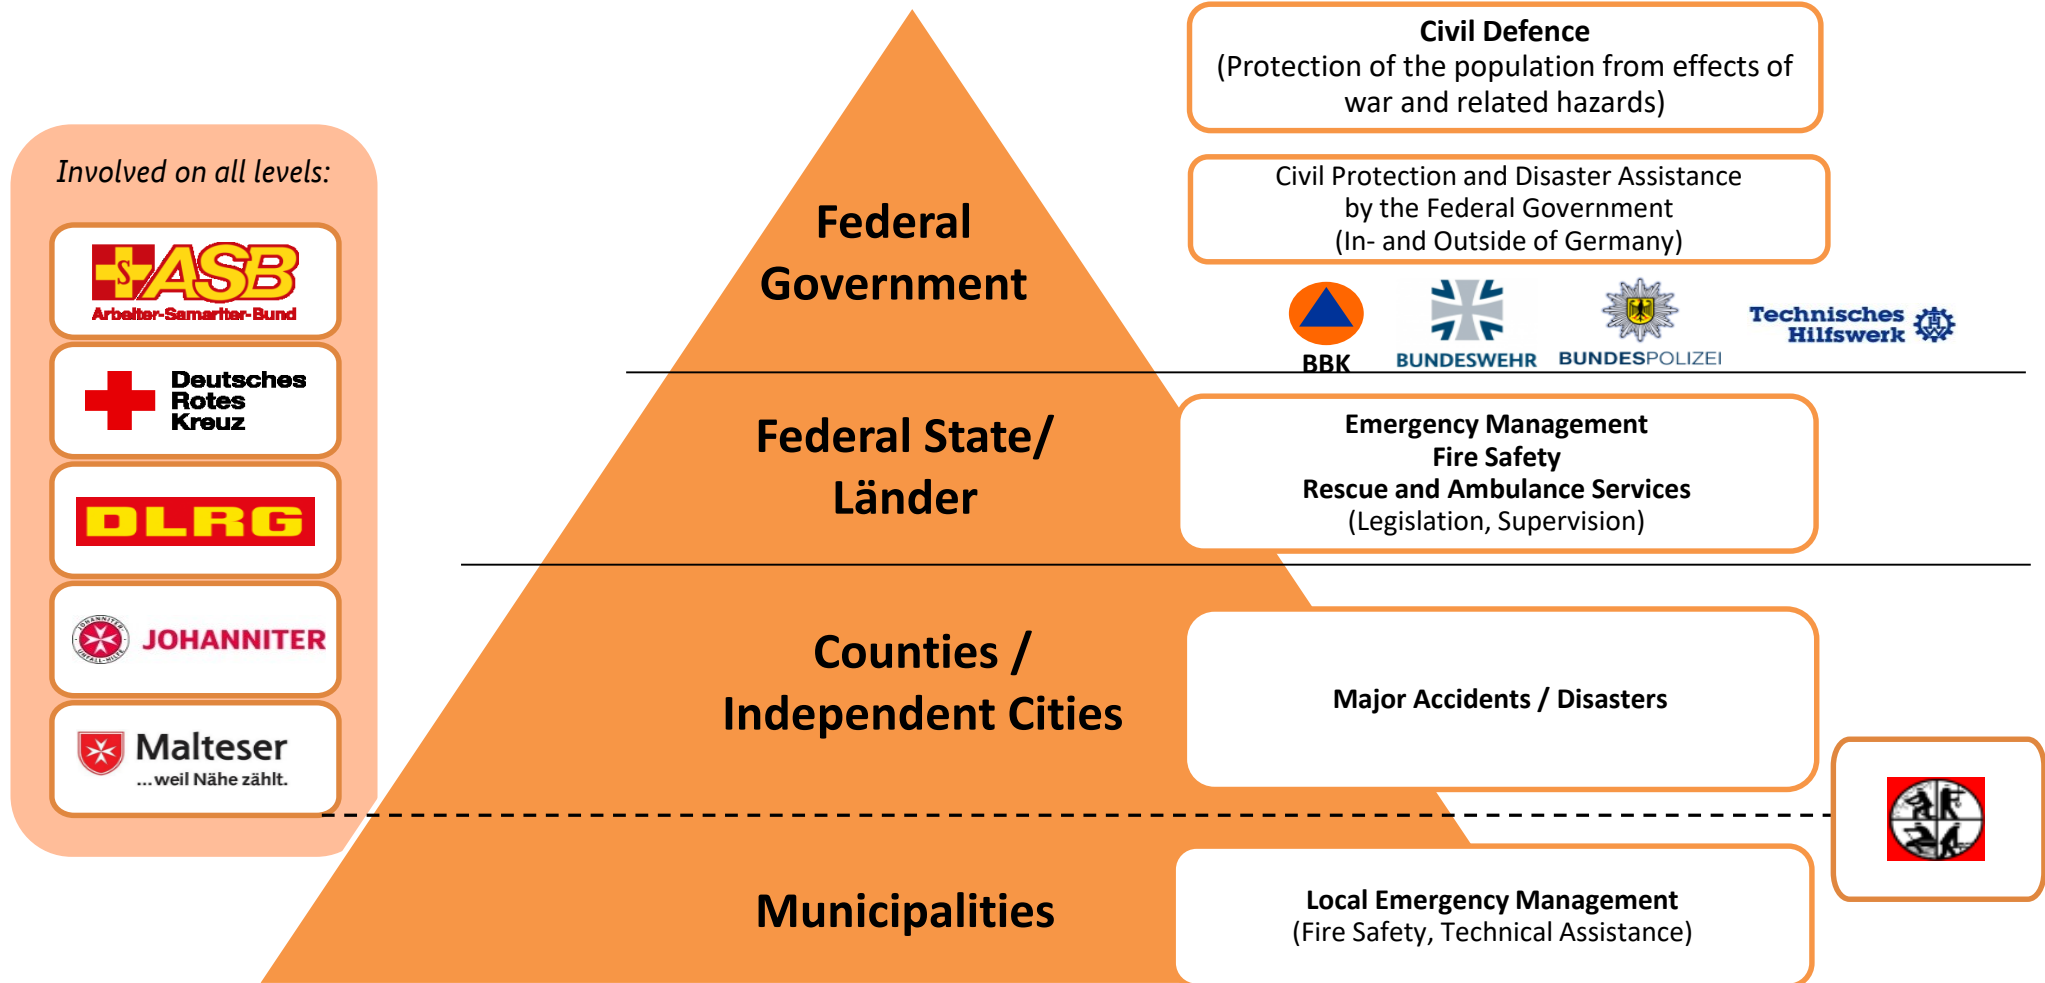 Involved on all levels:
S ASB
Arbeiter-Samariter-Bund
Deutsches
Rotes
Kreuz
DLRG
JOHANNITER
UNFALL-HILFE
JOHANNITER
Malteser
...weil Nähe zählt.
Federal
Government
Civil Defence
(Protection of the population from effects of
war and related hazards)
Civil Protection and Disaster Assistance
by the Federal Government
(In- and Outside of Germany)
BBK
BUNDESWEHR
BUNDESPOLIZEI
Technisches
Hilfswerk
THW
Federal State/
Länder
Emergency Management
Fire Safety
Rescue and Ambulance Services
(Legislation, Supervision)
Counties /
Independent Cities
Major Accidents / Disasters
Municipalities
Local Emergency Management
(Fire Safety, Technical Assistance)